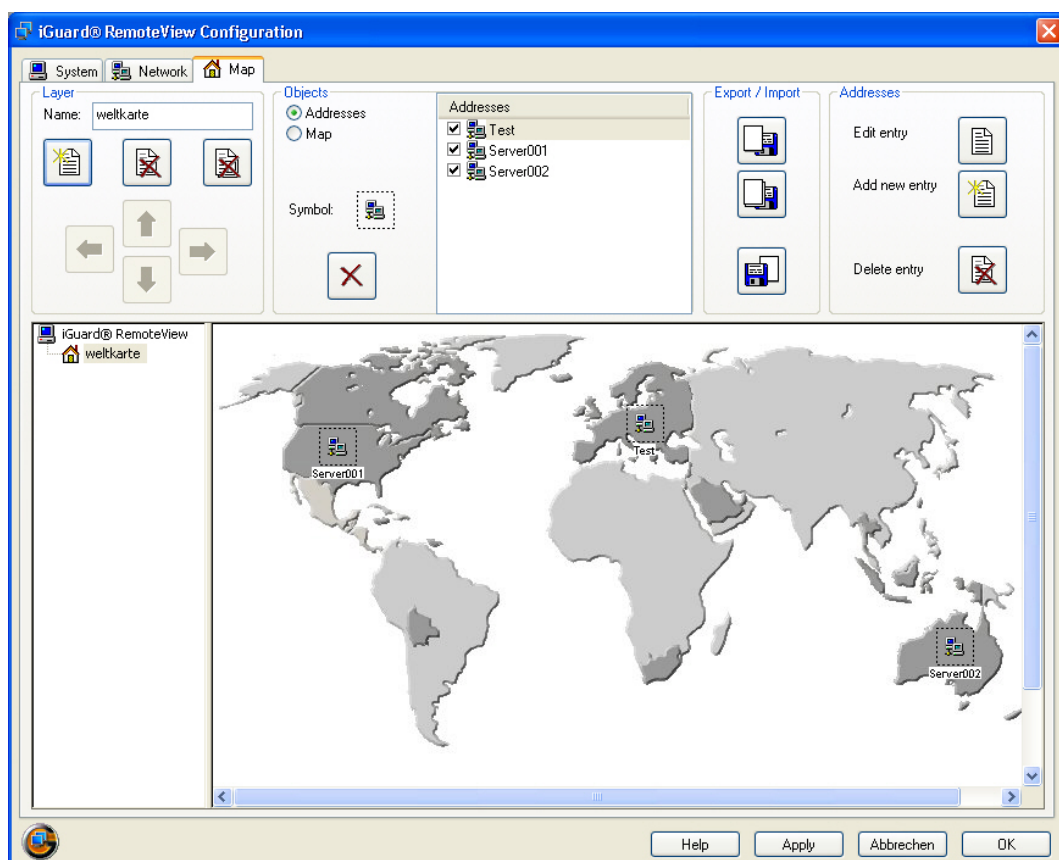 iGuard® RemoteView Configuration
System Network Map
Layer
Name: weltkarte
Objects
Addresses
Map
Symbol:
Addresses
Test
Server001
Server002
Export / Import
Addresses
Edit entry
Add new entry
Delete entry
iGuard® RemoteView
weltkarte
Server001
Test
Server002
Help Apply Abbrechen OK